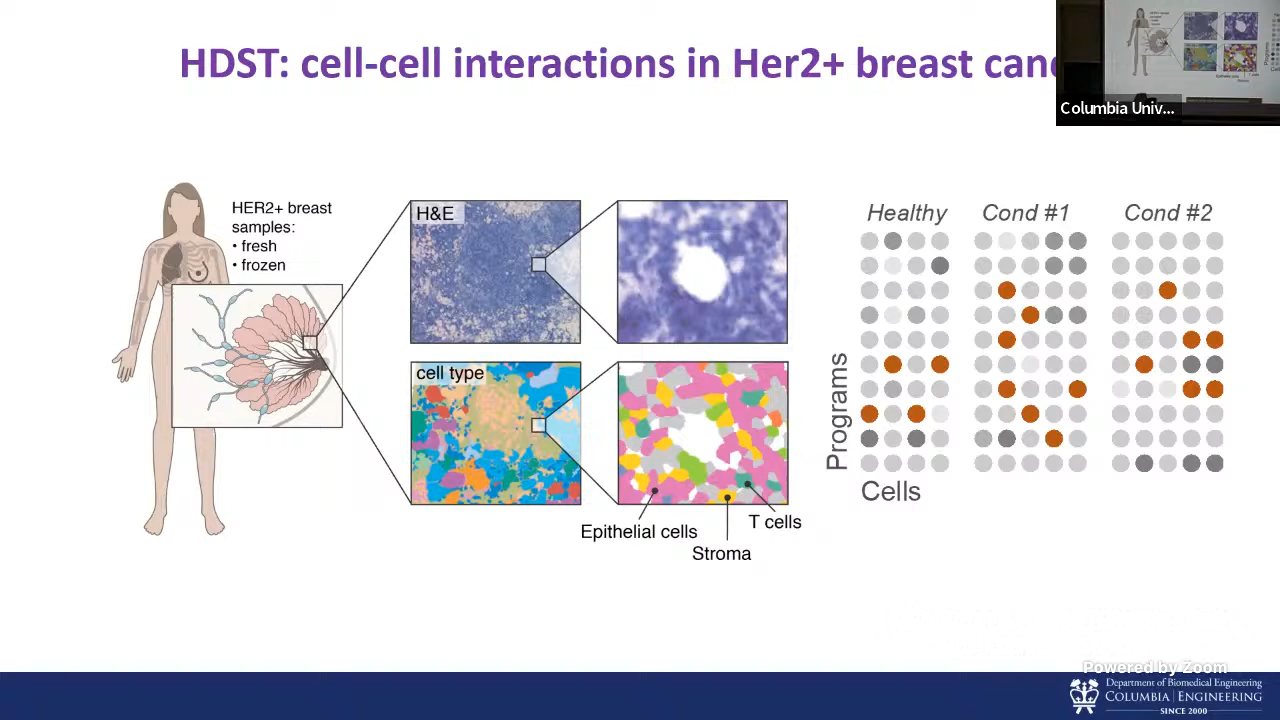 HDST: cell-cell interactions in Her2+ breast canc
Columbia Univ...
HER2+ breast
samples:
• fresh
• frozen
H&E
cell type
Epithelial cells
Stroma
T cells
Healthy
Cond #1
Cond #2
Programs
Cells
Powered by Zoom
Department of Biomedical Engineering
COLUMBIA | ENGINEERING
SINCE 2000